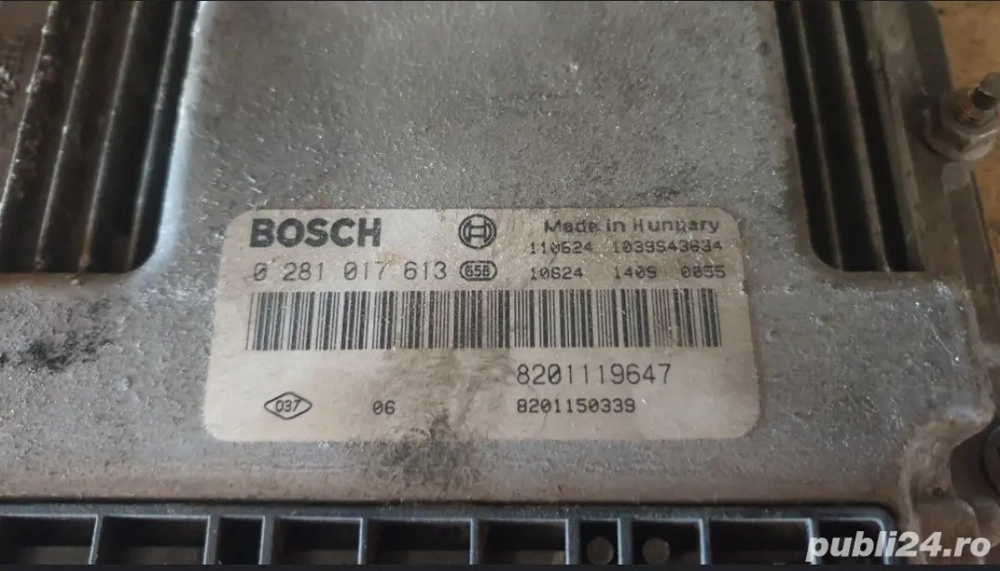 BOSCH
Made in Hungary
110624 1039S43634
0 281 017 613 656
10624 1409 0055
8201119647
037 06 8201150339
publi24.ro